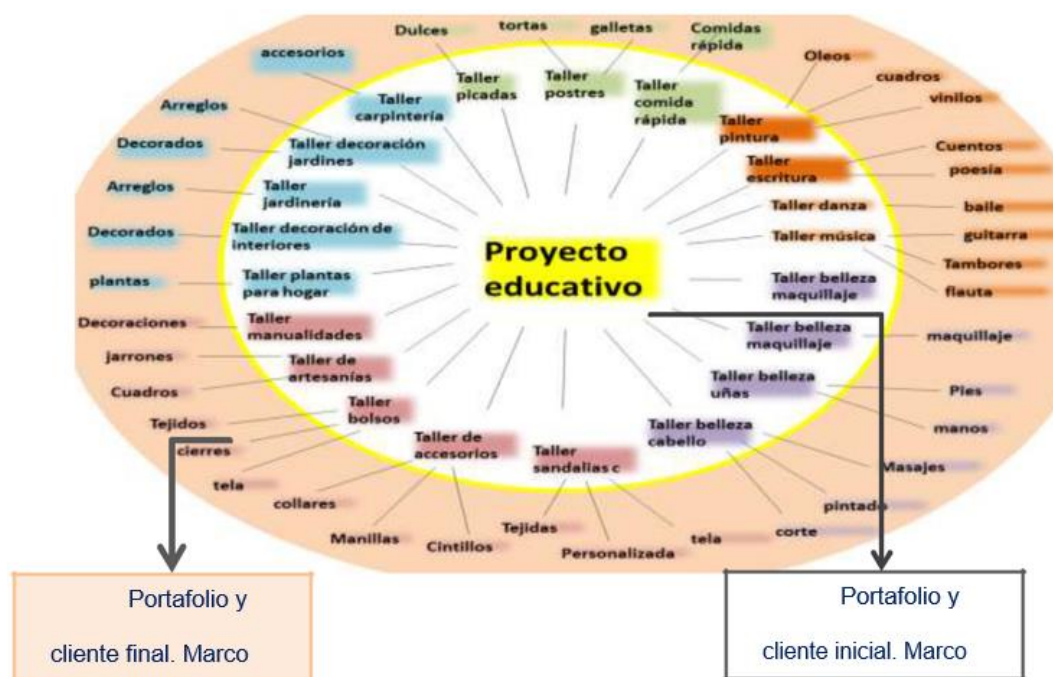 Dulces
tortas
galletas
Comidas
rápida
accesorios
Oleos
cuadros
vinilos
Arreglos
Decorados
Arreglos
Decorados
plantas
Cuentos
poesía
baile
guitarra
Tambores
flauta
Taller
picadas
Taller
postres
Taller
comida
rápida
Taller
carpintería
Taller
pintura
Taller decoración
jardines
Taller
escritura
Taller
jardinería
Taller danza
Taller decoración de
interiores
Taller música
Proyecto
educativo
Taller plantas
para hogar
Taller belleza
maquillaje
Decoraciones
Taller
manualidades
Taller belleza
maquillaje
maquillaje
jarrones
Taller de
artesanías
Taller belleza
uñas
Pies
manos
Cuadros
Taller
bolsos
Taller belleza
cabello
Tejidos
cierres
tela
Taller de
accesorios
Taller
sandalias c
Masajes
pintado
corte
collares
Manillas
Cintillos
Tejidas
Personalizada
tela
Portafolio y
cliente final. Marco
Portafolio y
cliente inicial. Marco